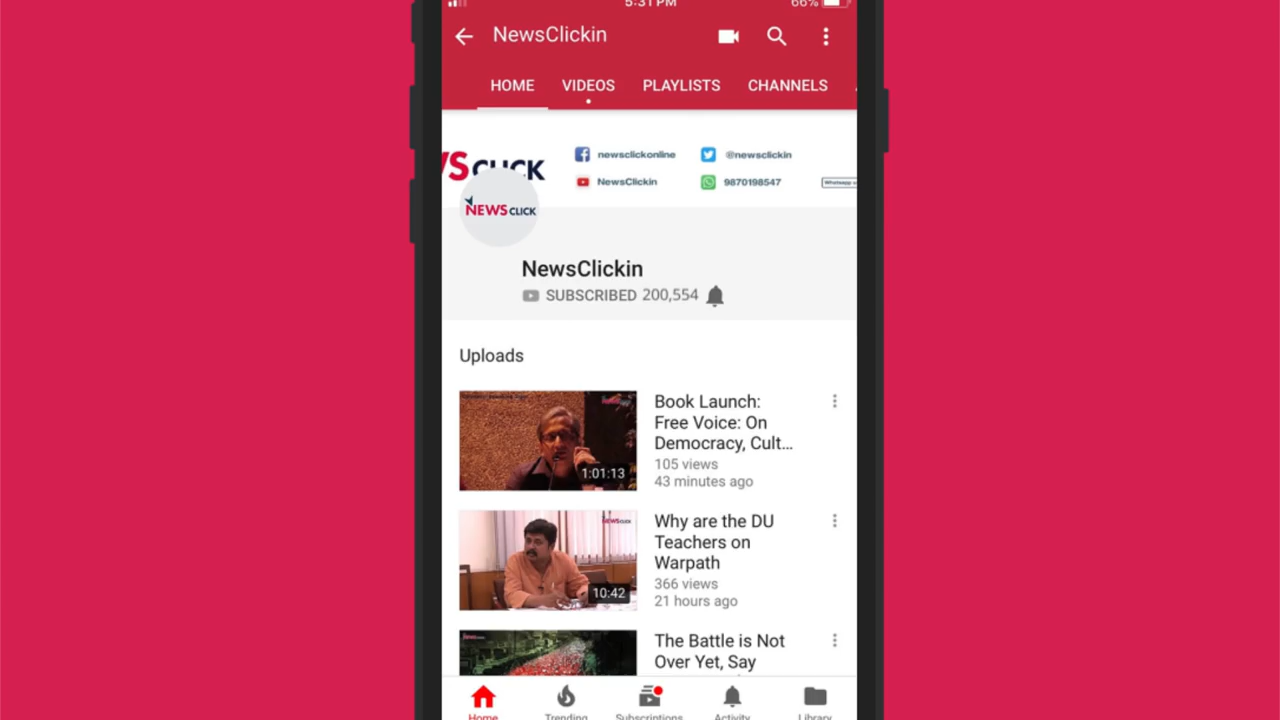 5:31 PM
66%
NewsClickin
HOME VIDEOS PLAYLISTS CHANNELS
WS CLICK
newsclickonline @newsclickin
NewsClickin 9870198547
NEWS CLICK
NewsClickin
SUBSCRIBED 200,554
Uploads
Book Launch:
Free Voice: On
Democracy, Cult...
105 views
43 minutes ago
1:01:13
NEWSCLICK
Why are the DU
Teachers on
Warpath
366 views
21 hours ago
10:42
The Battle is Not
Over Yet, Say
Home Trending Subscriptions Activity Library